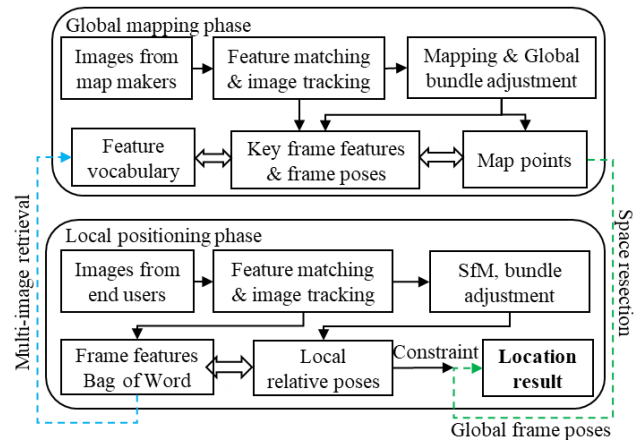 Global mapping phase
Images from
map makers
Feature matching
& image tracking
Mapping & Global
bundle adjustment
Feature
vocabulary
Key frame features
& frame poses
Map points
Multi-image retrieval
Space resection
Local positioning phase
Images from
end users
Feature matching
& image tracking
SfM, bundle
adjustment
Frame features
Bag of Word
Local
relative poses
Constraint
Location
result
Global frame poses